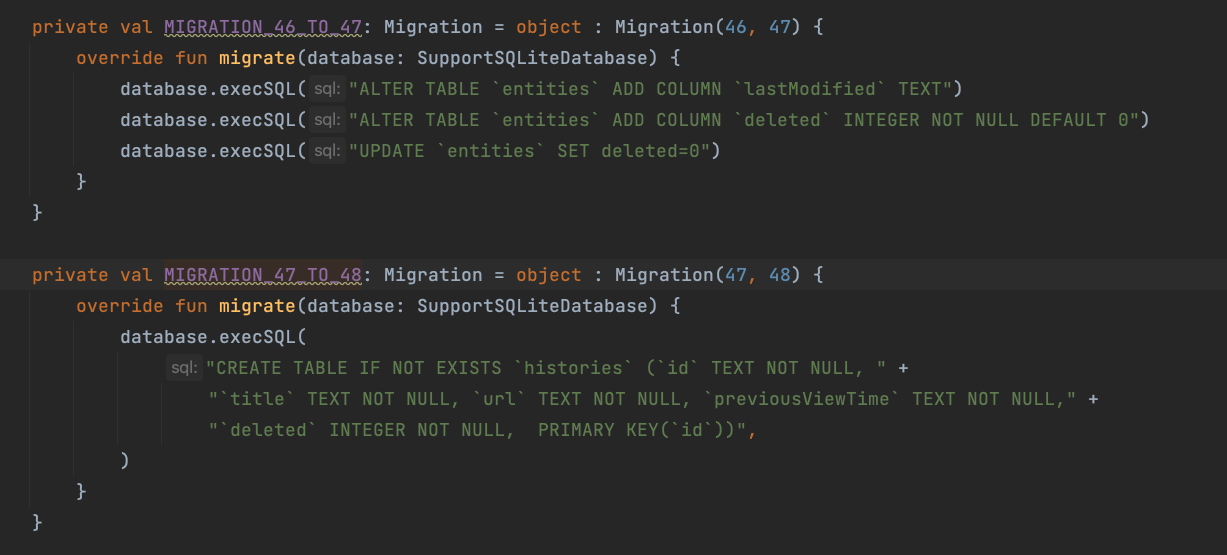 private val MIGRATION_46_TO_47: Migration = object : Migration(46, 47) {
override fun migrate(database: SupportSQLiteDatabase) {
database.execSQL( sql: "ALTER TABLE `entities` ADD COLUMN `lastModified` TEXT")
database.execSQL( sql: "ALTER TABLE `entities` ADD COLUMN `deleted` INTEGER NOT NULL DEFAULT 0")
database.execSQL( sql: "UPDATE `entities` SET deleted=0")
}
}
private val MIGRATION_47_TO_48: Migration = object : Migration(47, 48) {
override fun migrate(database: SupportSQLiteDatabase) {
database.execSQL(
sql: "CREATE TABLE IF NOT EXISTS `histories` (`id` TEXT NOT NULL, " +
"`title` TEXT NOT NULL, `url` TEXT NOT NULL, `previousViewTime` TEXT NOT NULL," +
"`deleted` INTEGER NOT NULL,  PRIMARY KEY(`id`))",
)
}
}